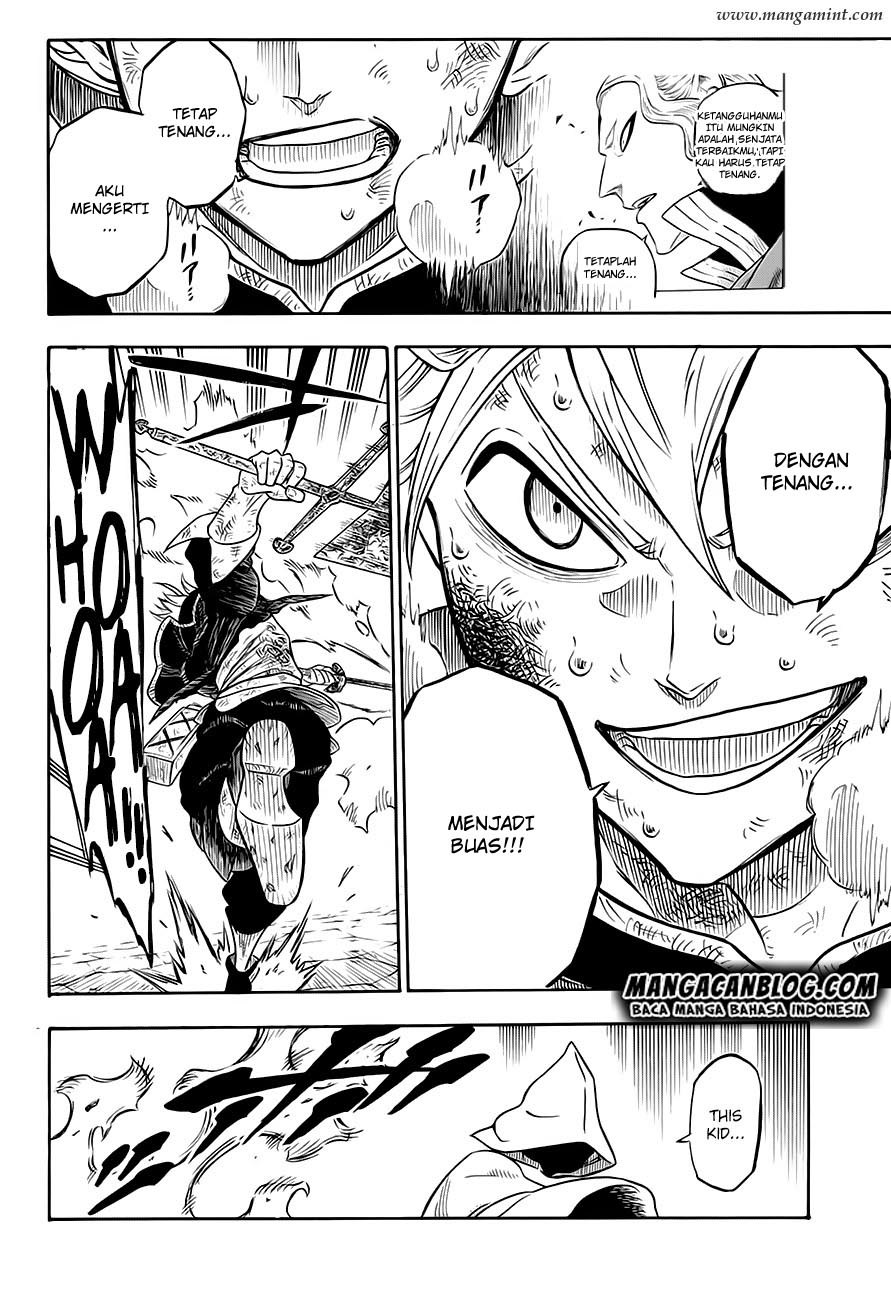 www.mangamint.com
KETANGGUHANMU
ITU MUNGKIN
ADALAH SENJATA
TERBAIKMU, TAPI
KAU HARUS TETAP
TENANG.
TETAPLAH
TENANG...
TETAP
TENANG...
AKU
MENGERTI
...
DENGAN
TENANG...
MENJADI
BUAS!!!
WHOOAA
OAA!!!
MANGACANBLOG.COM
BACA MANGA BAHASA INDONESIA
THIS
KID...